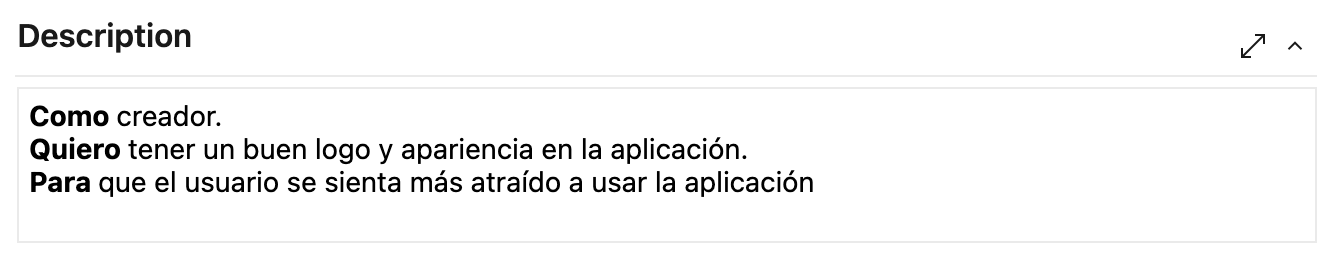 Description
Como creador.
Quiero tener un buen logo y apariencia en la aplicación.
Para que el usuario se sienta más atraído a usar la aplicación